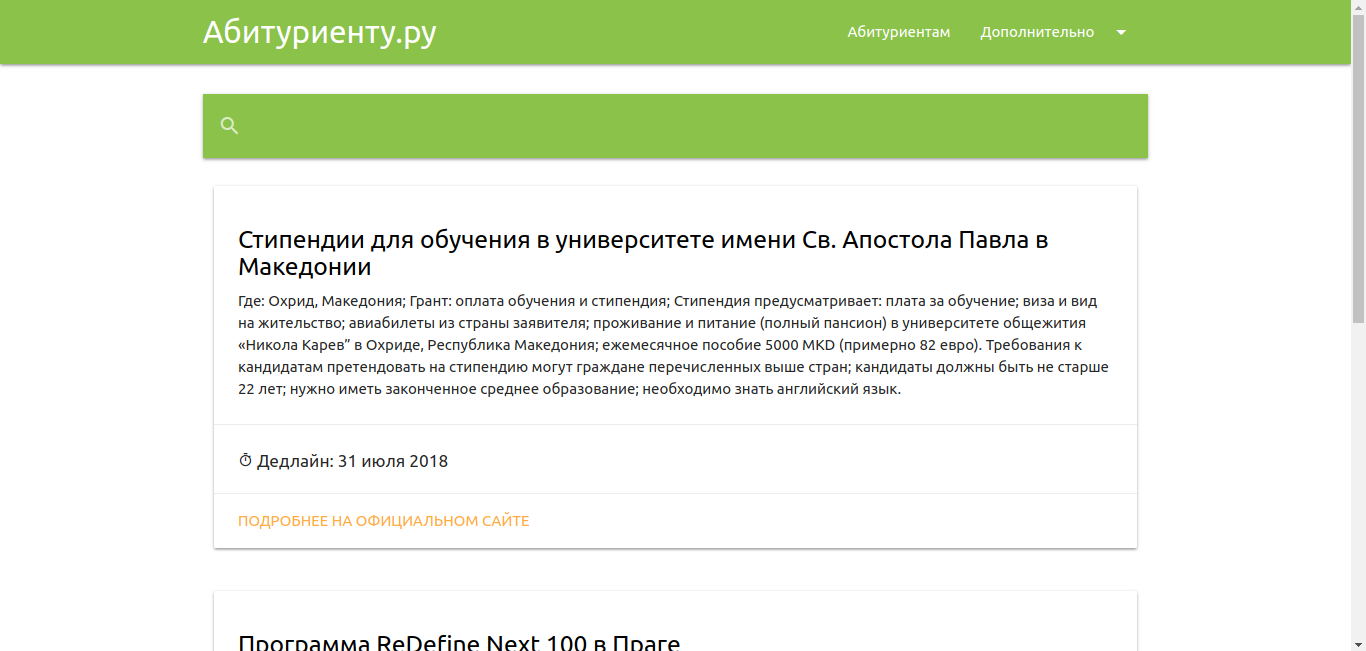 Абитуриенту.ру
Абитуриентам
Дополнительно
Стипендии для обучения в университете имени Св. Апостола Павла в
Македонии
Где: Охрид, Македония; Грант: оплата обучения и стипендия; Стипендия предусматривает: плата за обучение; виза и вид
на жительство; авиабилеты из страны заявителя; проживание и питание (полный пансион) в университете общежития
«Никола Карев” в Охриде, Республика Македония; ежемесячное пособие 5000 MKD (примерно 82 евро). Требования к
кандидатам претендовать на стипендию могут граждане перечисленных выше стран; кандидаты должны быть не старше
22 лет; нужно иметь законченное среднее образование; необходимо знать английский язык.
Дедлайн: 31 июля 2018
ПОДРОБНЕЕ НА ОФИЦИАЛЬНОМ САЙТЕ
Программа ReDefine Next 100 в Праге